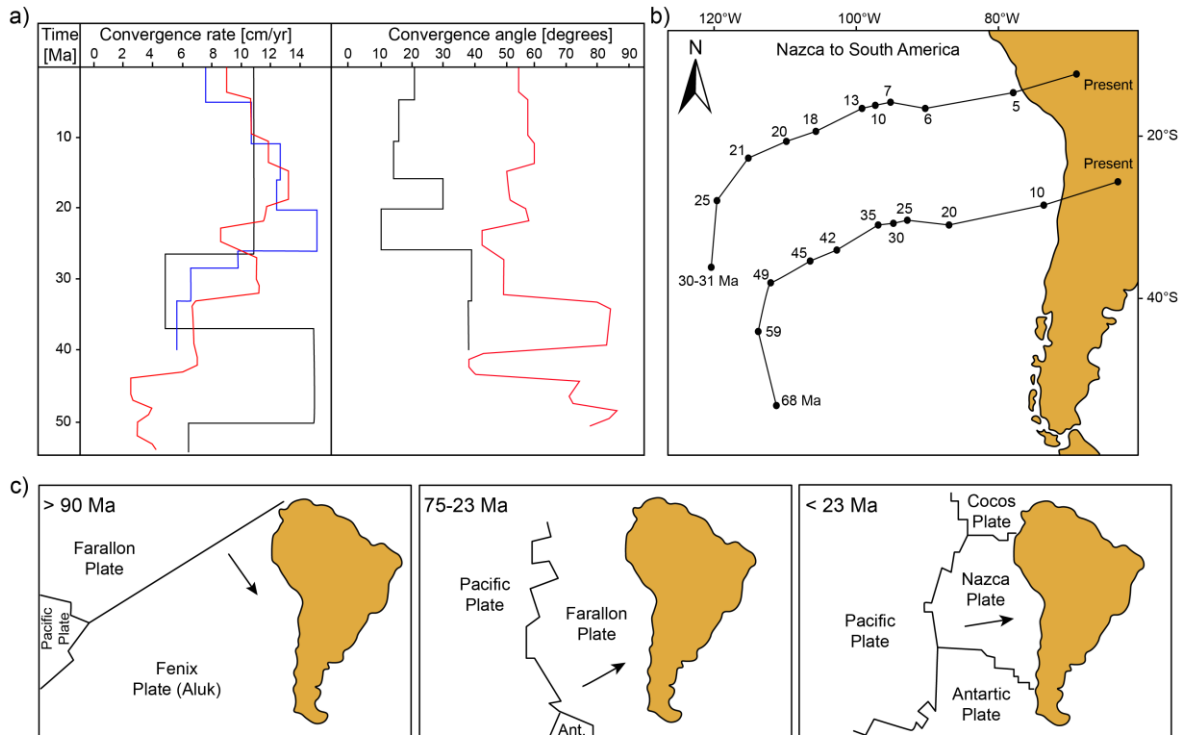 a)
Time [Ma]
Convergence rate [cm/yr]
0 2 4 6 8 10 12 14
Convergence angle [degrees]
0 10 20 30 40 50 60 70 80 90
10
20
30
40
50
b)
120°W 100°W 80°W
N
Nazca to South America
Present
5
6
7
10
13
18
20
21
25
30-31 Ma
20°S
Present
10
20
25
30
35
42
45
49
59
68 Ma
40°S
c)
> 90 Ma
Farallon
Plate
Pacific
Plate
Fenix
Plate (Aluk)
75-23 Ma
Pacific
Plate
Farallon
Plate
Ant.
< 23 Ma
Cocos
Plate
Nazca
Plate
Pacific
Plate
Antartic
Plate